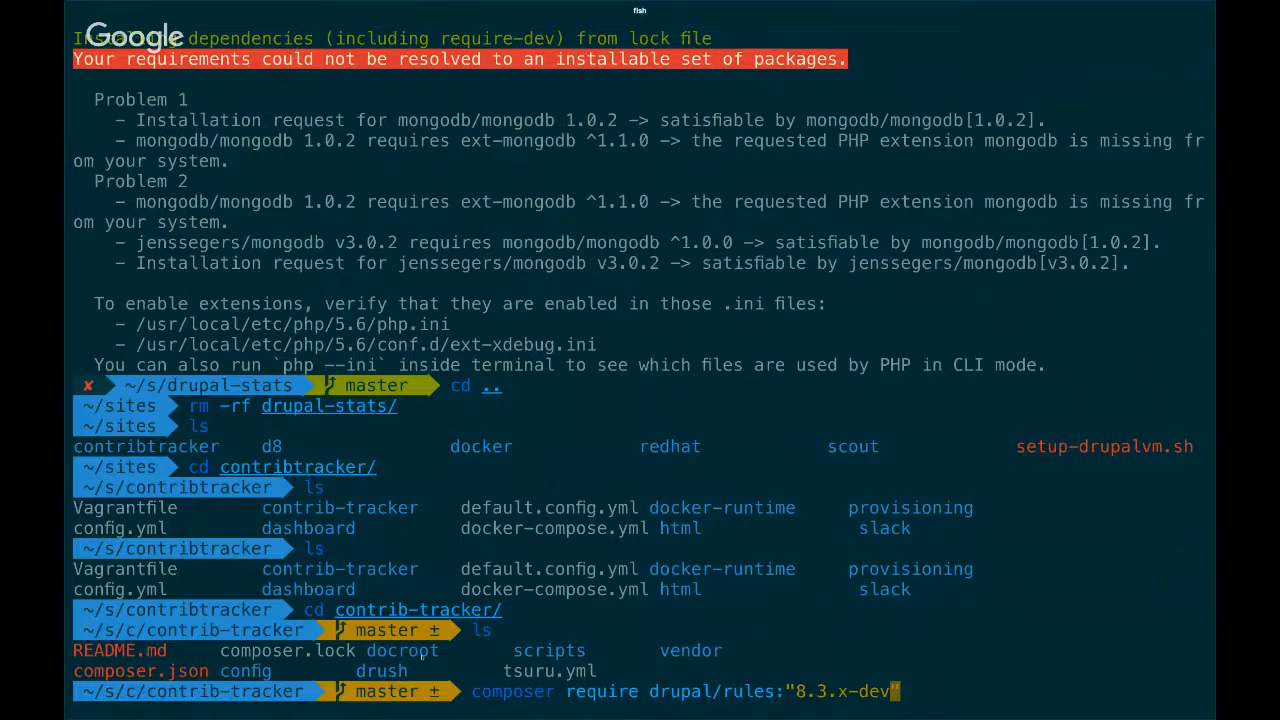 fish
Google
dependencies (including require-dev) from lock file
Your requirements could not be resolved to an installable set of packages.
Problem 1
- Installation request for mongodb/mongodb 1.0.2 -> satisfiable by mongodb/mongodb[1.0.2].
- mongodb/mongodb 1.0.2 requires ext-mongodb ^1.1.0 -> the requested PHP extension mongodb is missing fr
om your system.
Problem 2
- mongodb/mongodb 1.0.2 requires ext-mongodb ^1.1.0 -> the requested PHP extension mongodb is missing fr
om your system.
- jenssegers/mongodb v3.0.2 requires mongodb/mongodb ^1.0.0 -> satisfiable by mongodb/mongodb[1.0.2].
- Installation request for jenssegers/mongodb v3.0.2 -> satisfiable by jenssegers/mongodb[v3.0.2].
To enable extensions, verify that they are enabled in those .ini files:
- /usr/local/etc/php/5.6/php.ini
- /usr/local/etc/php/5.6/conf.d/ext-xdebug.ini
You can also run `php --ini` inside terminal to see which files are used by PHP in CLI mode.
✘ ~/s/drupal-stats master cd ..
~/sites rm -rf drupal-stats/
~/sites ls
contribtracker d8 docker redhat scout setup-drupalvm.sh
~/sites cd contribtracker/
~/s/contribtracker ls
Vagrantfile contrib-tracker default.config.yml docker-runtime provisioning
config.yml dashboard docker-compose.yml html slack
~/s/contribtracker ls
Vagrantfile contrib-tracker default.config.yml docker-runtime provisioning
config.yml dashboard docker-compose.yml html slack
~/s/contribtracker cd contrib-tracker/
~/s/c/contrib-tracker master ± ls
README.md composer.lock docroot scripts vendor
composer.json config drush tsuru.yml
~/s/c/contrib-tracker master ± composer require drupal/rules:"8.3.x-dev"